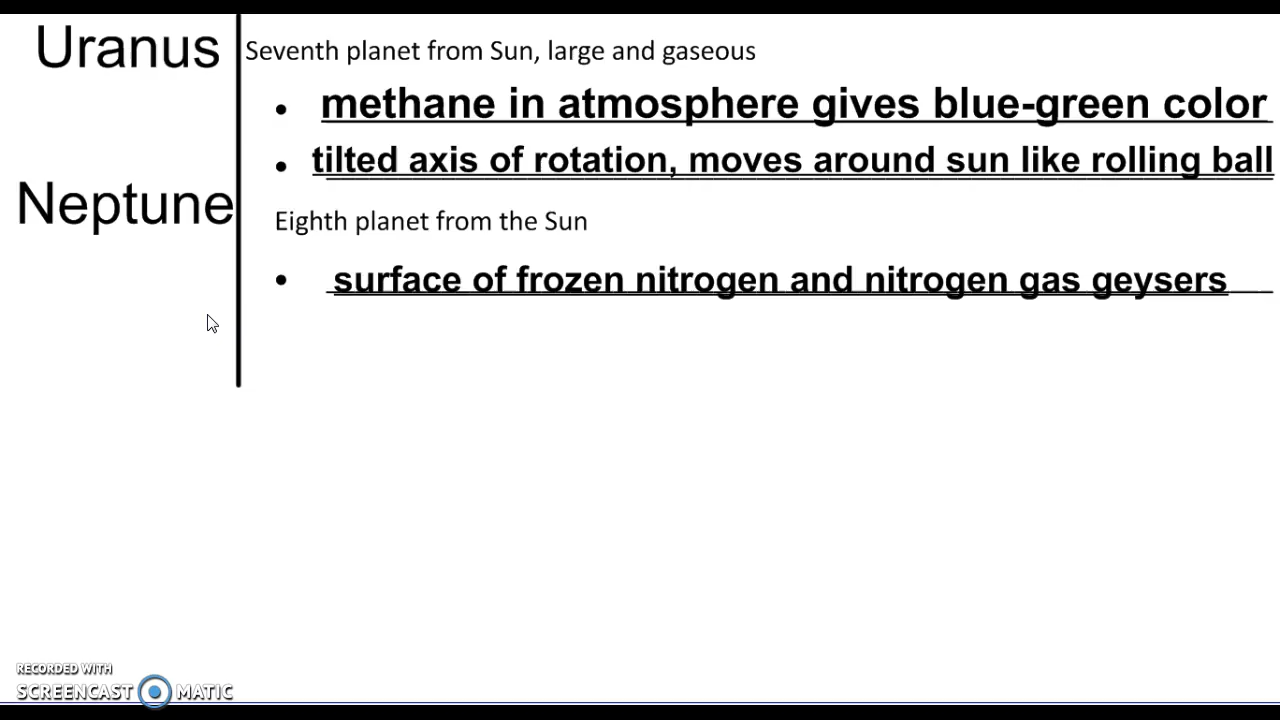 Uranus
Seventh planet from Sun, large and gaseous
• methane in atmosphere gives blue-green color
• tilted axis of rotation, moves around sun like rolling ball
Neptune
Eighth planet from the Sun
• surface of frozen nitrogen and nitrogen gas geysers
RECORDED WITH
SCREENCAST MATIC